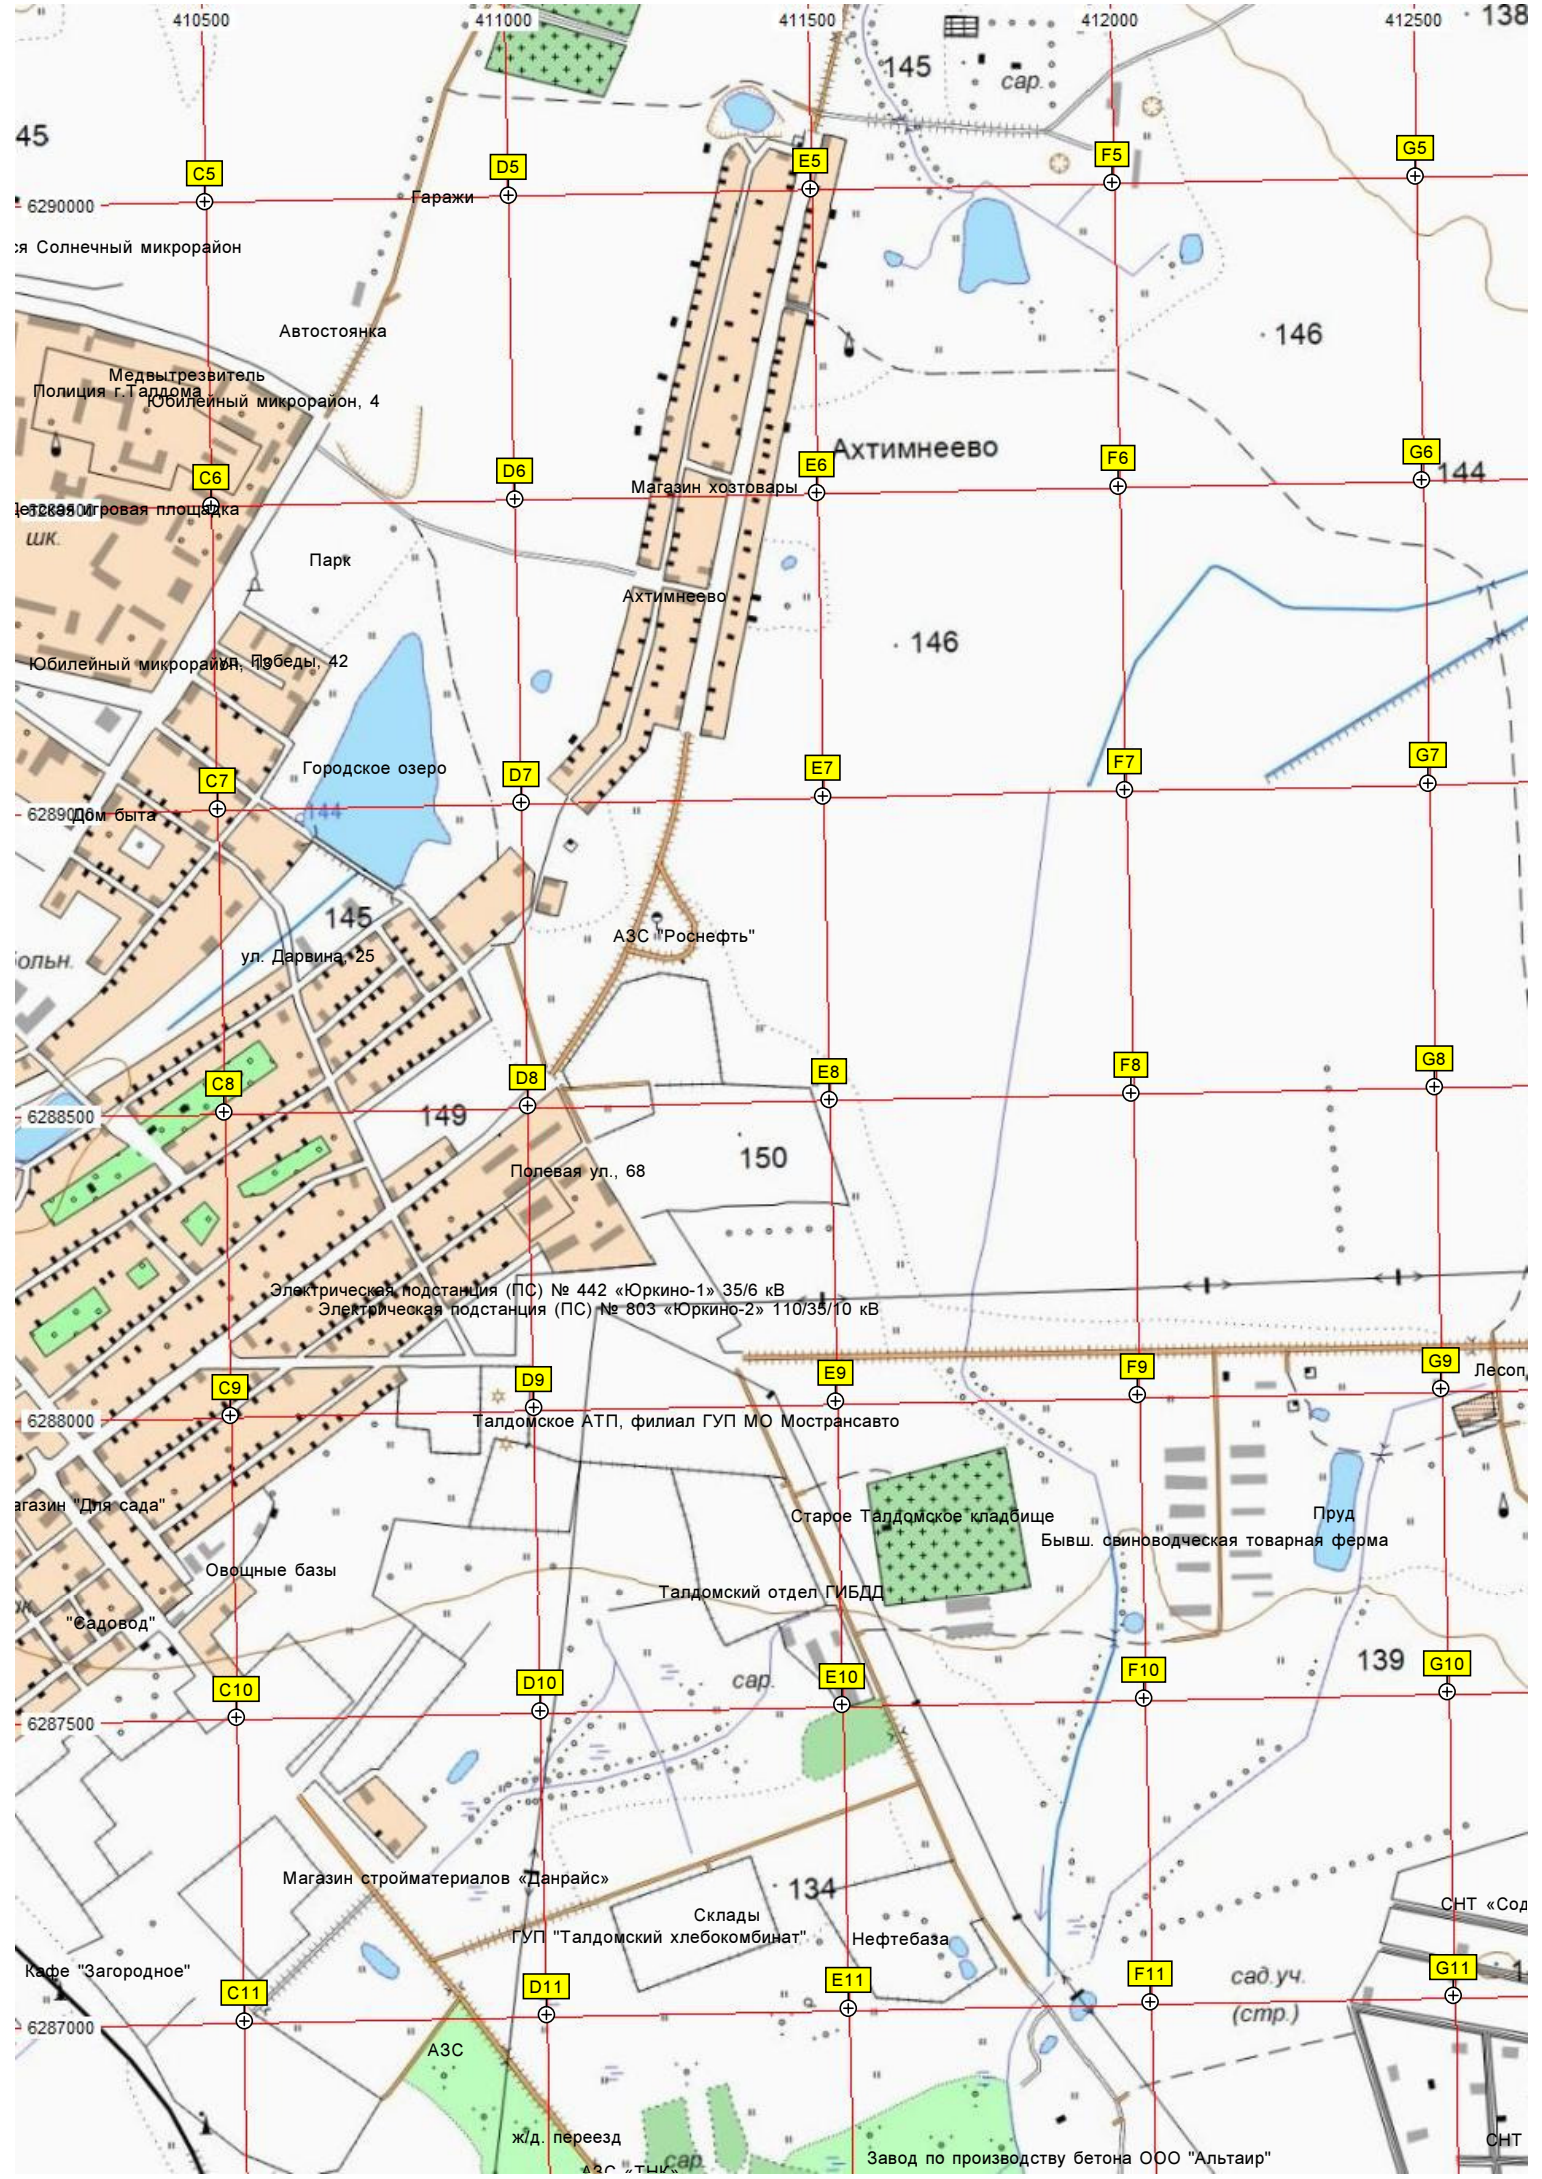 410500 411000 411500 412000 412500
138
145
сар.
45
C5 D5 E5 F5 G5
Гаражи
6290000
ся Солнечный микрорайон
Автостоянка
146
Медвытрезвитель
Полиция г.Талдома
Юбилейный микрорайон, 4
Ахтимнеево
C6 D6 E6 F6 G6
144
Магазин хозтовары
Детская игровая площадка
шк.
Парк
Ахтимнеево
146
Юбилейный микрорайон, 13
ул. Победы, 42
Городское озеро
C7 D7 E7 F7 G7
6289000
Дом быта
144
145
АЗС "Роснефть"
ул. Дарвина, 25
больн.
C8 D8 E8 F8 G8
6288500
149
150
Полевая ул., 68
Электрическая подстанция (ПС) № 442 «Юркино-1» 35/6 кВ
Электрическая подстанция (ПС) № 803 «Юркино-2» 110/35/10 кВ
C9 D9 E9 F9 G9
Лесоп
6288000
Талдомское АТП, филиал ГУП МО Мострансавто
агазин "Для сада"
Старое Талдомское кладбище
Пруд
Бывш. свиноводческая товарная ферма
Овощные базы
Талдомский отдел ГИБДД
"Садовод"
139
сар.
C10 D10 E10 F10 G10
6287500
Магазин стройматериалов «Данрайс»
134
СНТ «Сод
Склады
ГУП "Талдомский хлебокомбинат"
Нефтебаза
Кафе "Загородное"
сад.уч.
(стр.)
C11 D11 E11 F11 G11
6287000
АЗС
ж/д. переезд
СНТ
сар.
Завод по производству бетона ООО "Альтаир"
АЗС «ТНК»